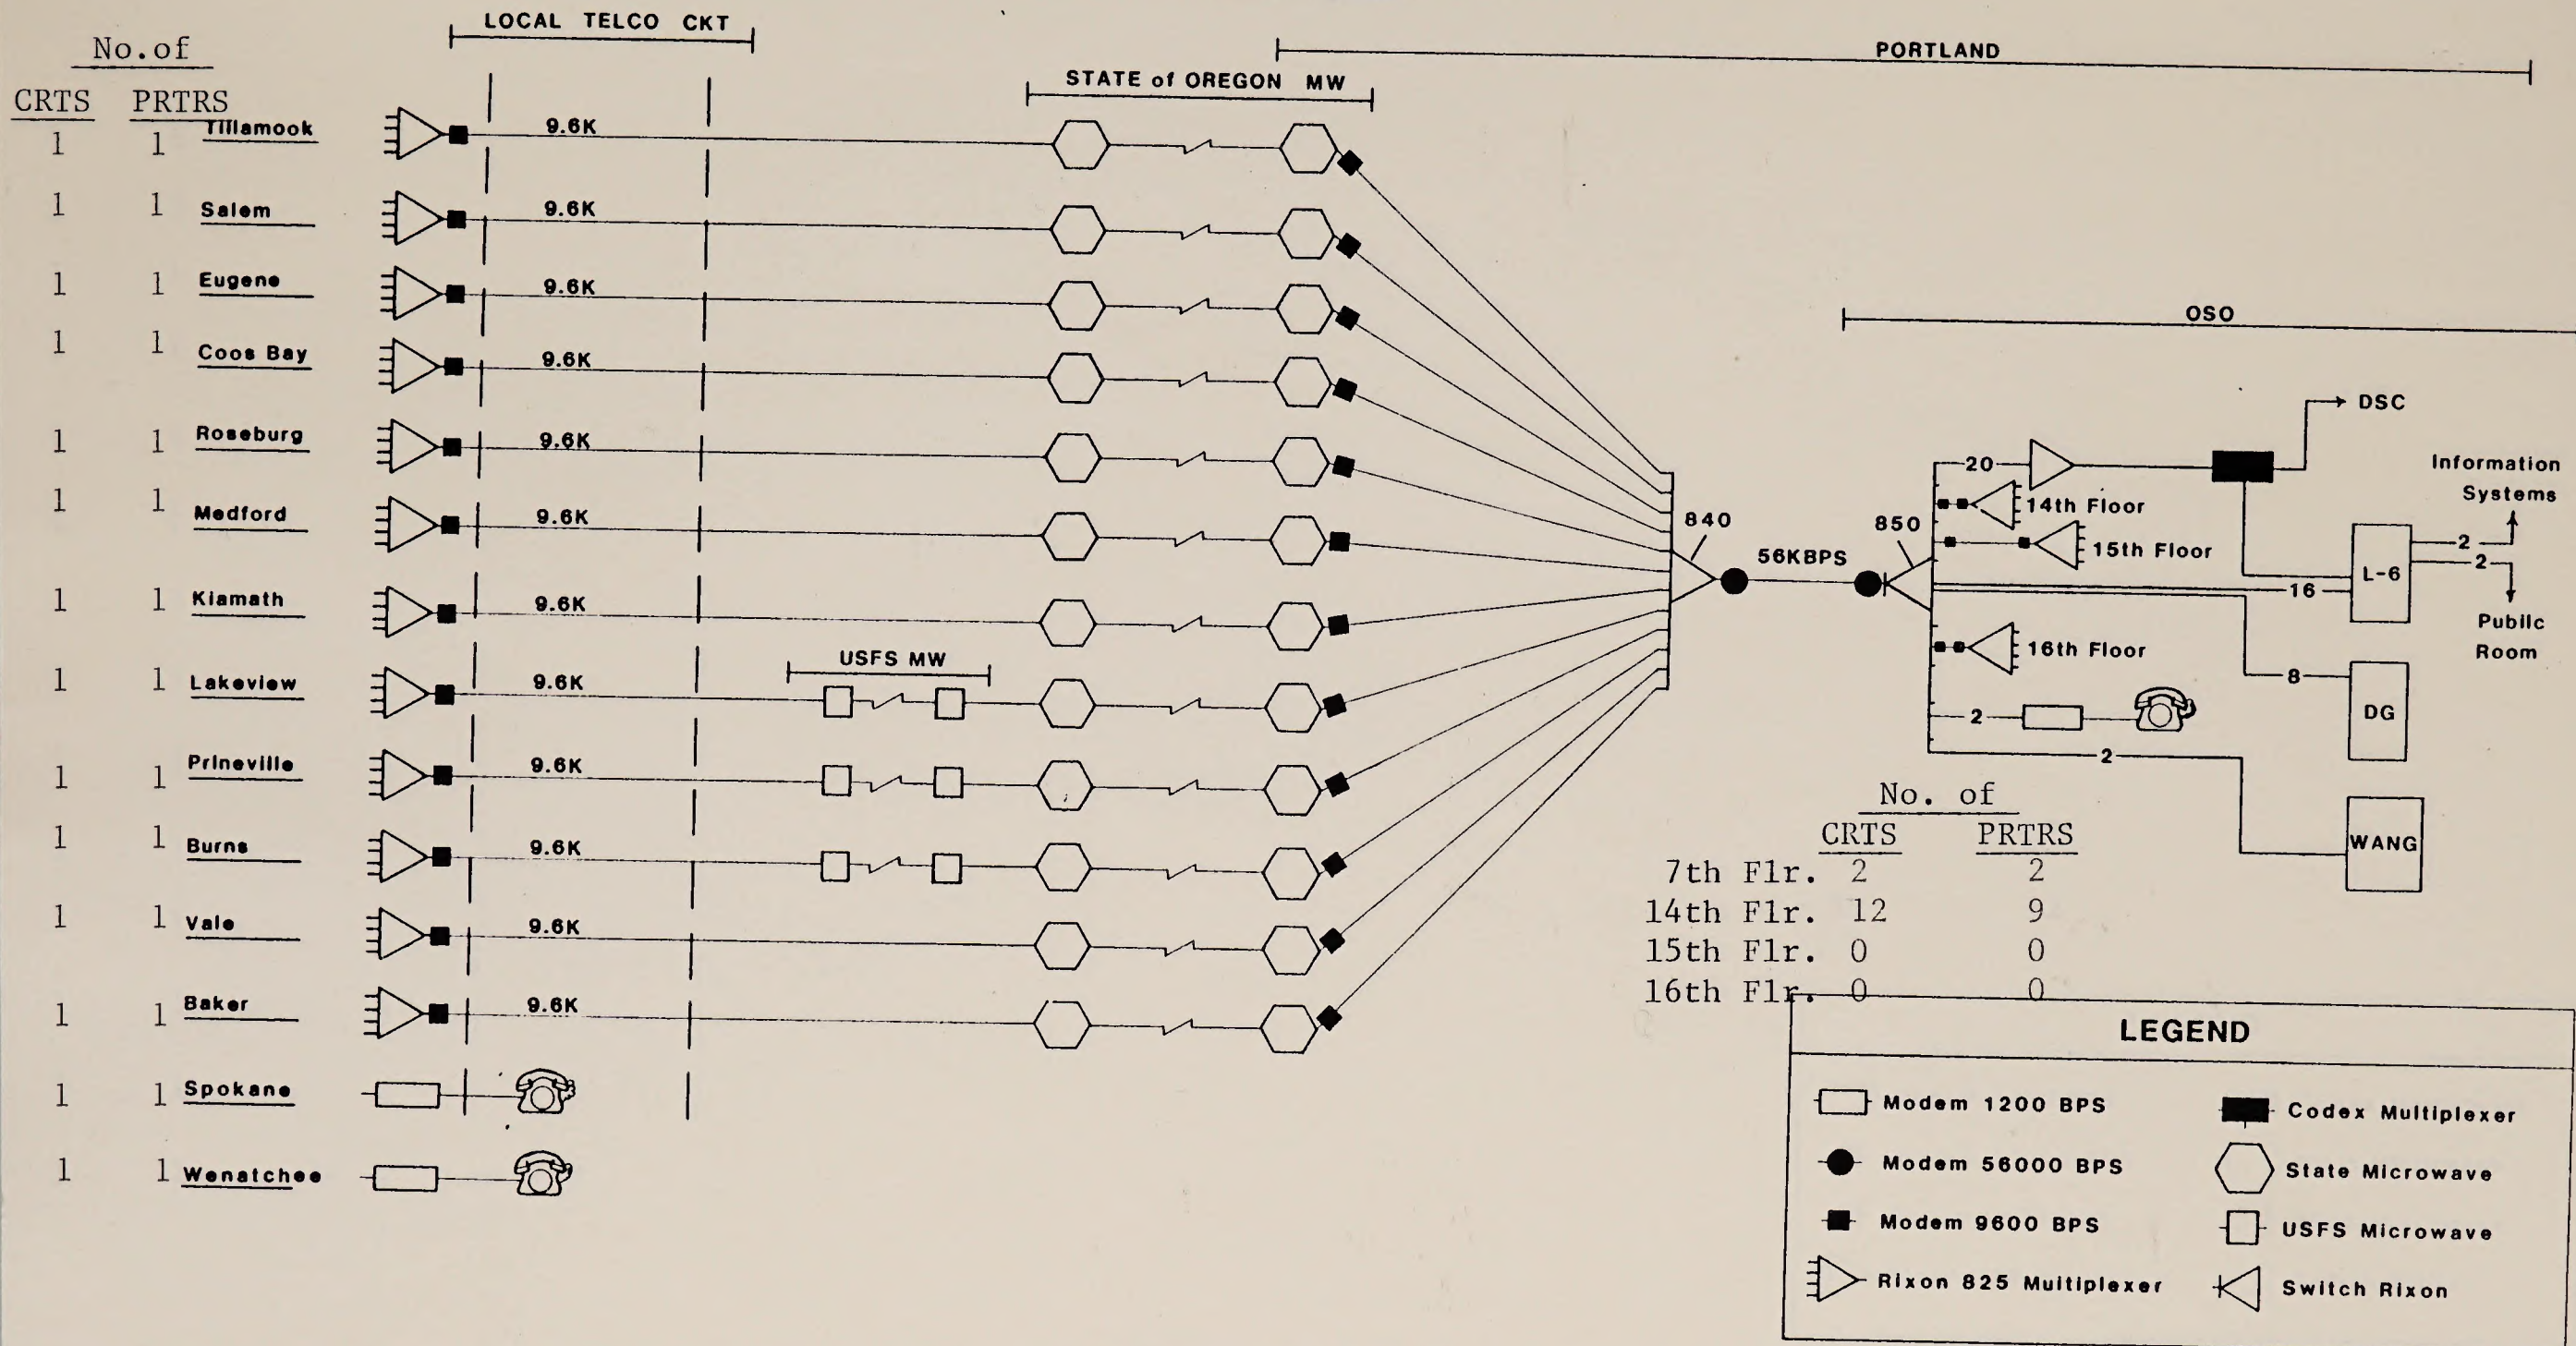 LOCAL TELCO CKT
PORTLAND
STATE of OREGON MW
No.of
CRTS PRTRS
1 1 Tillamook 9.6K
1 1 Salem 9.6K
1 1 Eugene 9.6K
1 1 Coos Bay 9.6K
1 1 Roseburg 9.6K
1 1 Medford 9.6K
1 1 Klamath 9.6K
USFS MW
1 1 Lakeview 9.6K
1 1 Prineville 9.6K
1 1 Burns 9.6K
1 1 Vale 9.6K
1 1 Baker 9.6K
1 1 Spokane
1 1 Wenatchee
840
56KBPS
850
OSO
DSC
20
14th Floor
15th Floor
Information
Systems
2
2
L-6
16
Public
Room
16th Floor
8
DG
2
2
WANG
No. of
CRTS PRTRS
7th Flr. 2 2
14th Flr. 12 9
15th Flr. 0 0
16th Flr. 0 0
LEGEND
Modem 1200 BPS
Codex Multiplexer
Modem 56000 BPS
State Microwave
Modem 9600 BPS
USFS Microwave
Rixon 825 Multiplexer
Switch Rixon